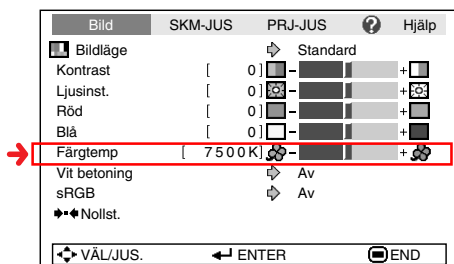 Bild SKM-JUS PRJ-JUS ? Hjälp
Bildläge Standard
Kontrast [ 0] - +
Ljusinst. [ 0] - +
Röd [ 0] - +
Blå [ 0] - +
Färgtemp [ 7500K] - +
Vit betoning Av
sRGB Av
Nollst.
VÄL/JUS. ENTER END